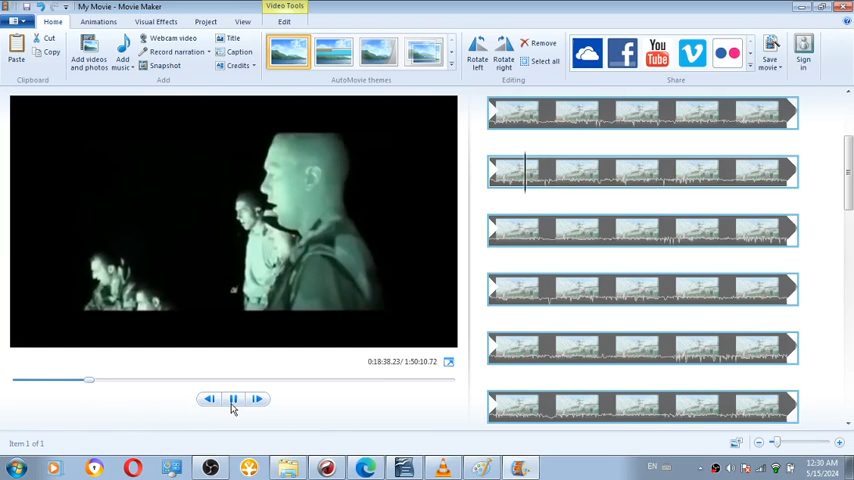 My Movie - Movie Maker
Video Tools
Home
Animations
Visual Effects
Project
View
Edit
Paste
Cut
Copy
Clipboard
Add videos
and photos
Add
music
Webcam video
Record narration
Snapshot
Title
Caption
Credits
Add
AutoMovie themes
Rotate
left
Rotate
right
Remove
Select all
Editing
You
Tube
Share
Save
movie
Sign
in
0:18:38.23/ 1:50:10.72
Item 1 of 1
EN
12:30 AM
5/15/2024